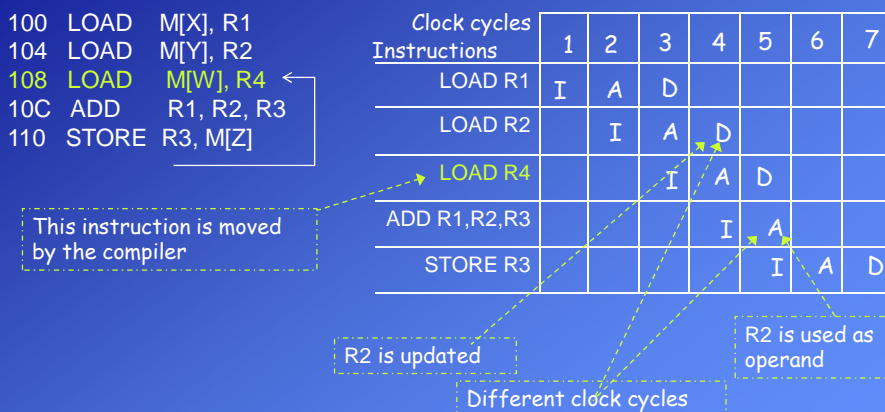 100 LOAD M[X], R1
104 LOAD M[Y], R2
108 LOAD M[W], R4
10C ADD R1, R2, R3
110 STORE R3, M[Z]
This instruction is moved
by the compiler
Clock cycles
Instructions
1 2 3 4 5 6 7
LOAD R1 I A D
LOAD R2 I A D
LOAD R4 I A D
ADD R1,R2,R3 I A
STORE R3 I A D
R2 is updated
R2 is used as
operand
Different clock cycles